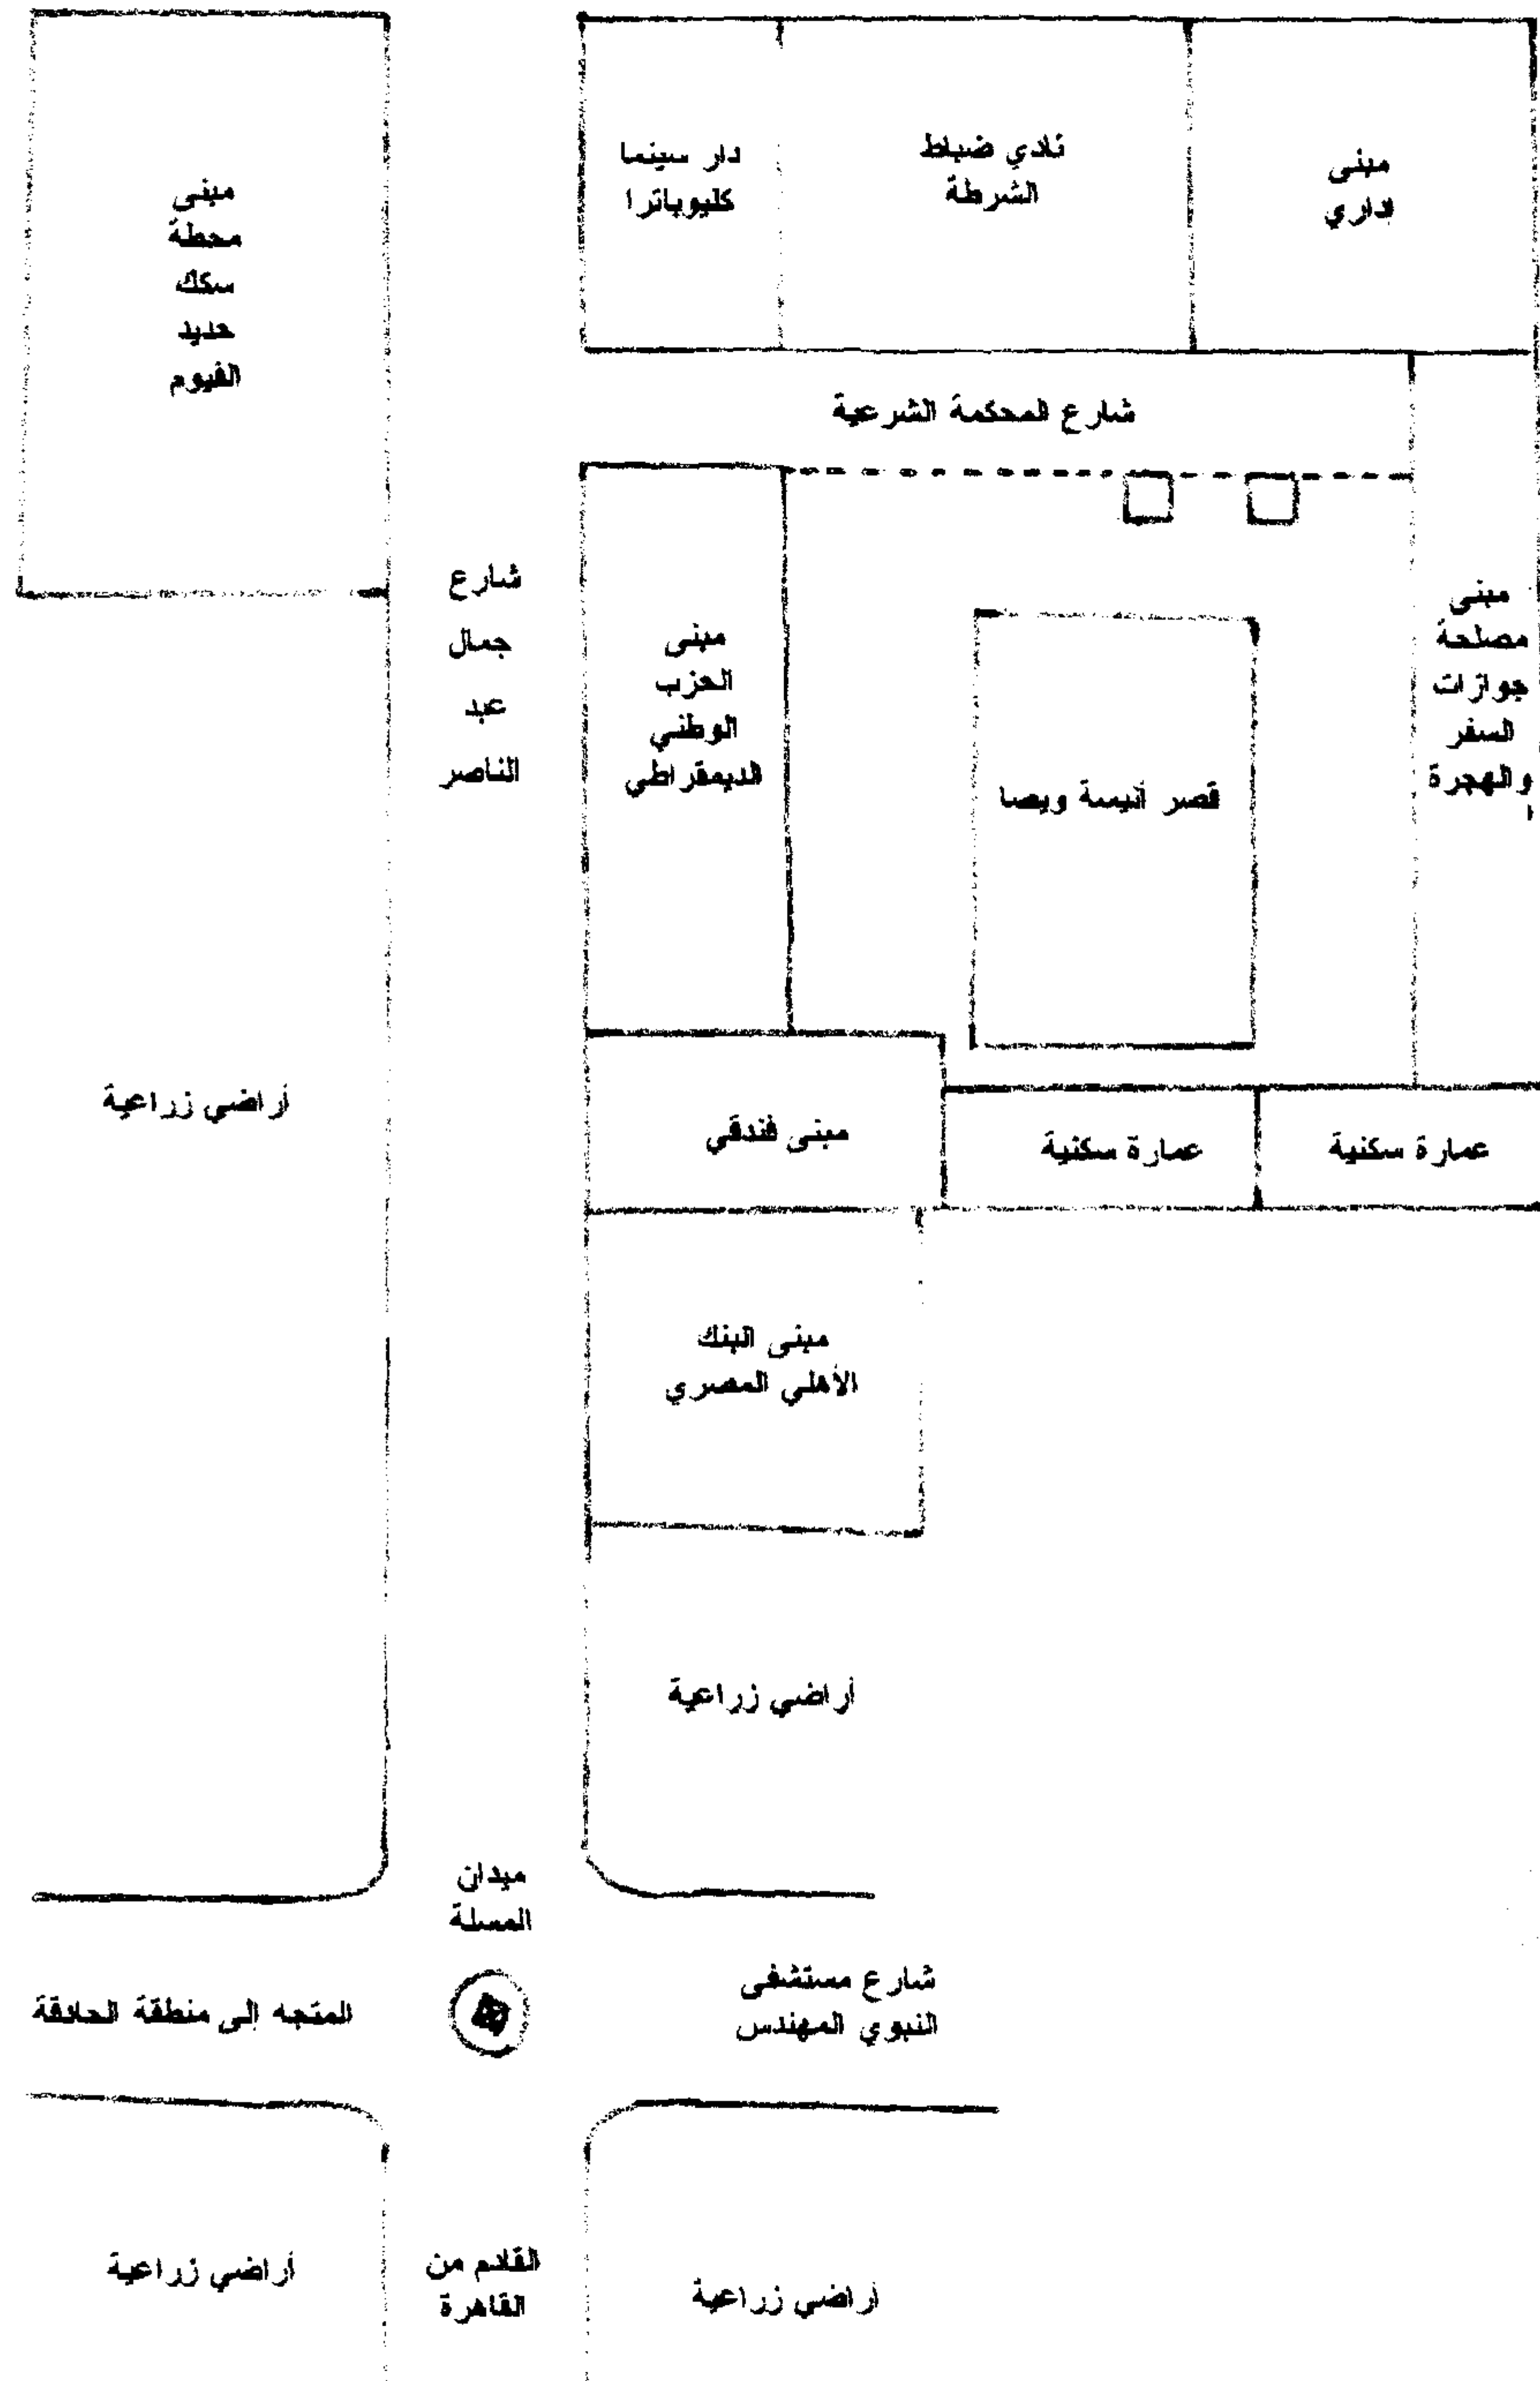 مبنى
محطة
سكك
حديد
الفيوم
دار سينما
كليوباترا
نادي ضباط
الشرطة
مبنى
إداري
شارع المحكمة الشرعية
شارع
جمال
عبد
الناصر
مبنى
الحزب
الوطني
الديمقراطي
قصر أنيسة ويصا
مبنى
مصلحة
جوازات
السفر
والهجرة
أراضي زراعية
مبنى فندقي
عمارة سكنية
عمارة سكنية
مبنى البنك
الأهلي المصري
أراضي زراعية
ميدان
المسلة
شارع مستشفى
النبوي المهندس
المتجه إلى منطقة الحادقة
أراضي زراعية
القادم من
القاهرة
أراضي زراعية